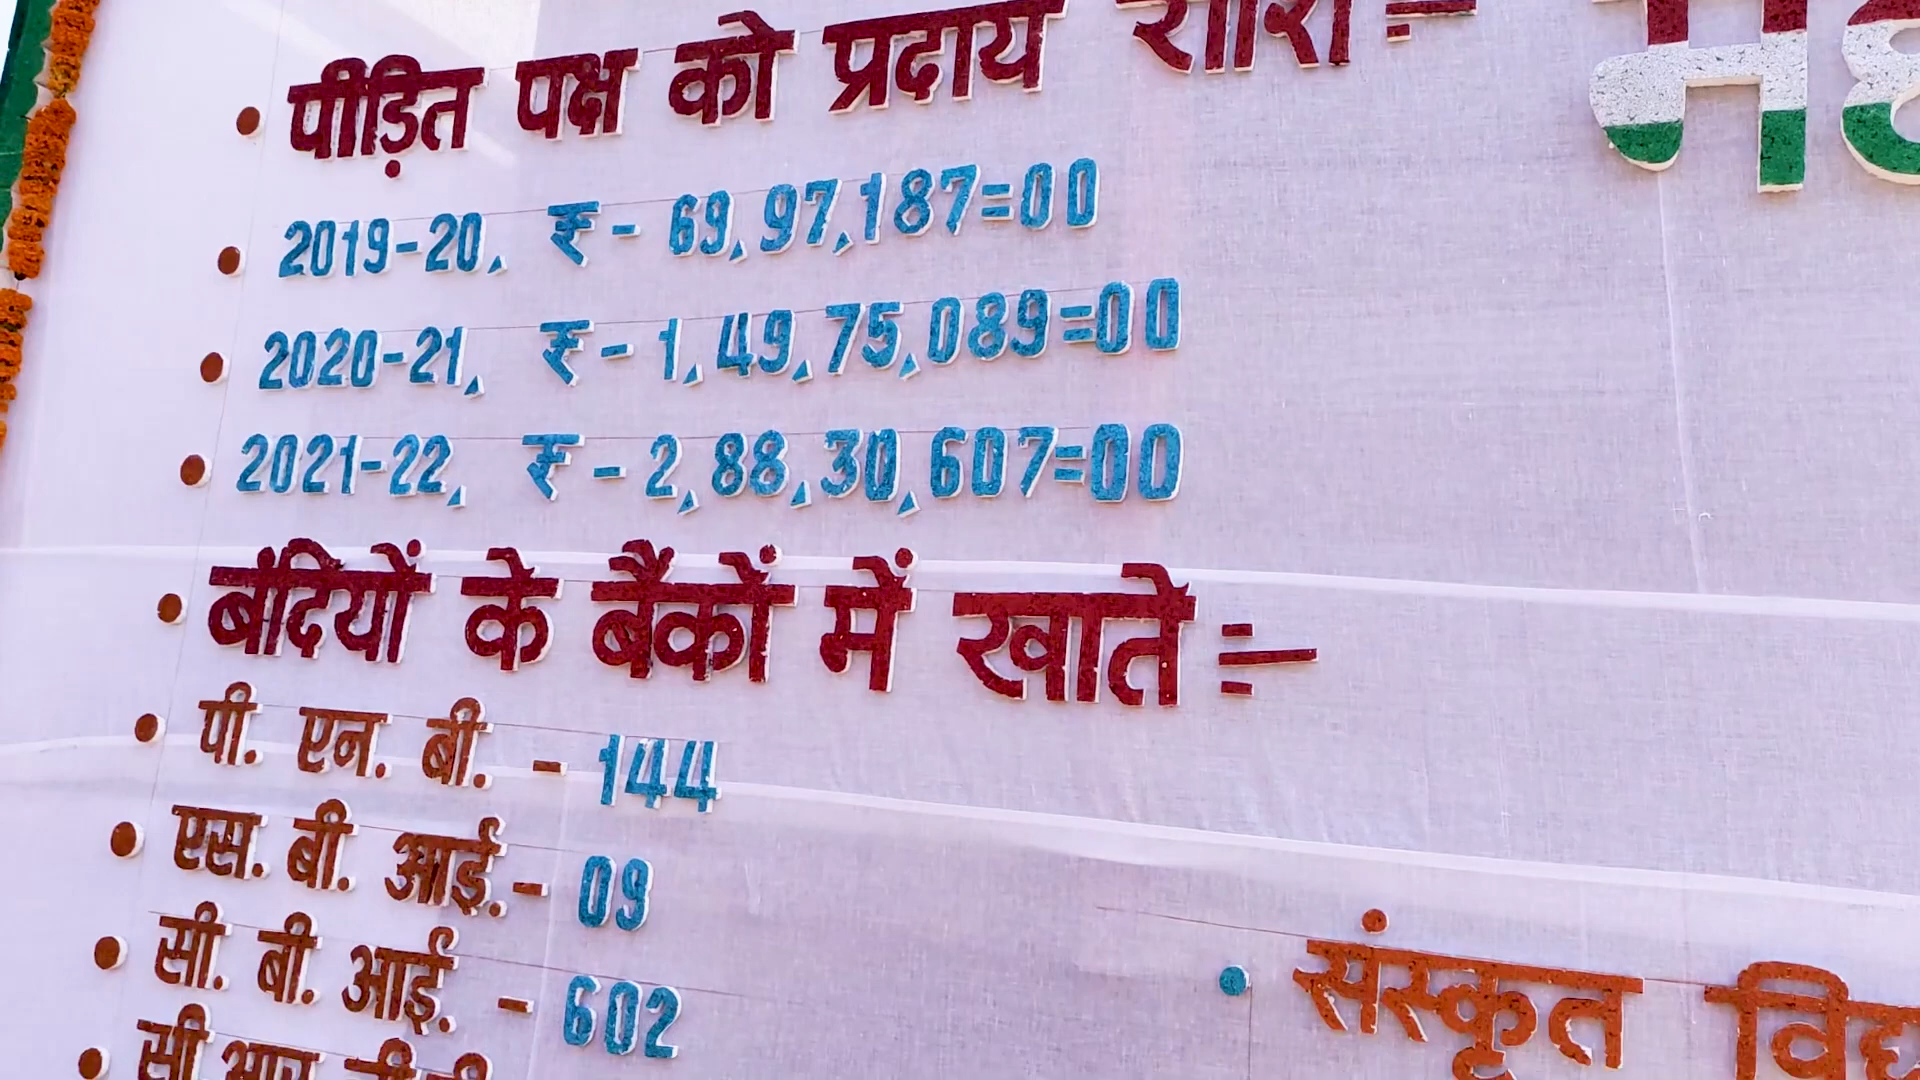 पीड़ित पक्ष को प्रदाय राशि :-
2019-20, ₹ - 69,97,187=00
2020-21, ₹ - 1,49,75,089=00
2021-22, ₹ - 2,88,30,607=00
बंदियों के बैंकों में खाते :-
पी. एन. बी. - 144
एस. बी. आई. - 09
सी. बी. आई. - 602
संस्कृत